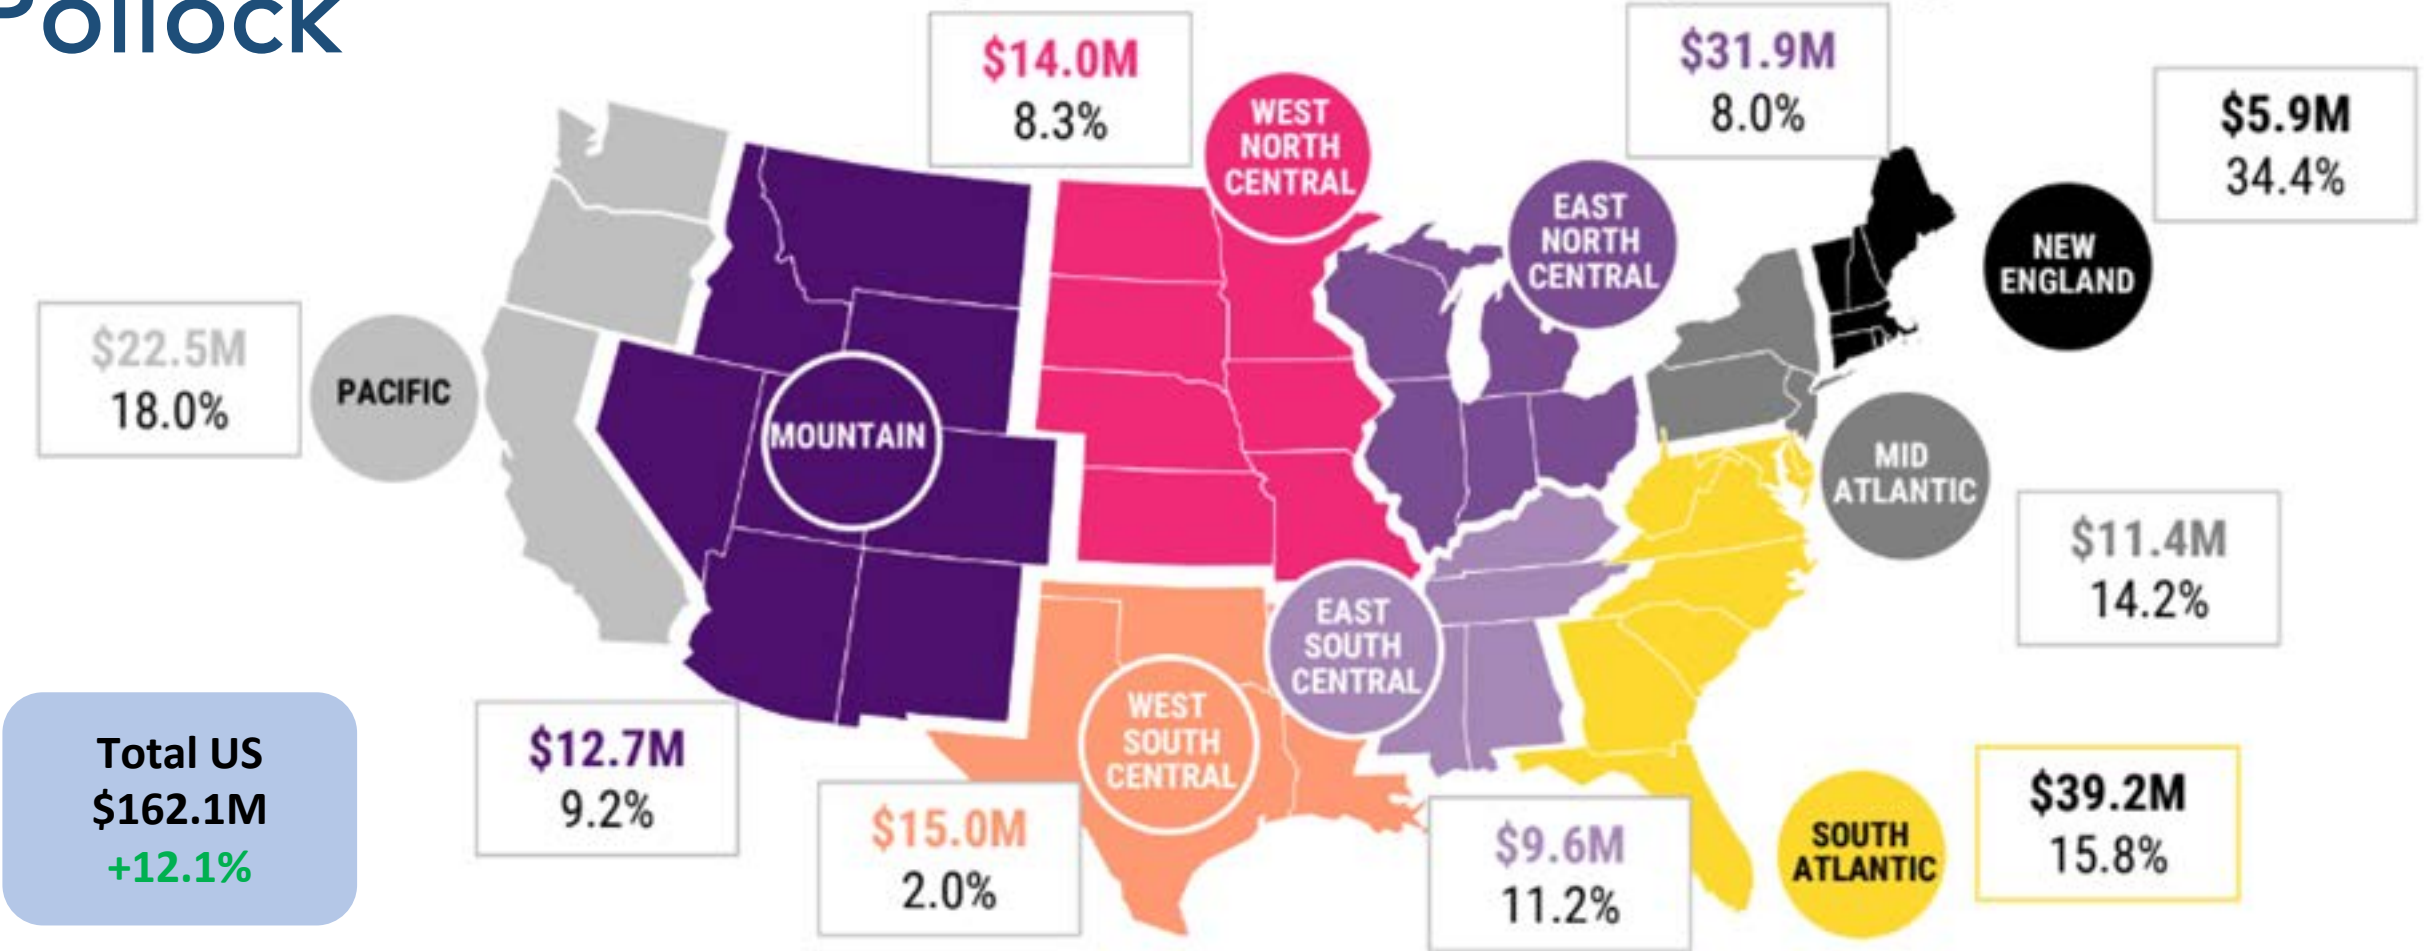 Pollock
$14.0M
8.3%
WEST
NORTH
CENTRAL
$31.9M
8.0%
EAST
NORTH
CENTRAL
$5.9M
34.4%
NEW
ENGLAND
$22.5M
18.0%
PACIFIC
MOUNTAIN
MID
ATLANTIC
$11.4M
14.2%
EAST
SOUTH
CENTRAL
WEST
SOUTH
CENTRAL
Total US
$162.1M
+12.1%
$12.7M
9.2%
$15.0M
2.0%
$9.6M
11.2%
SOUTH
ATLANTIC
$39.2M
15.8%